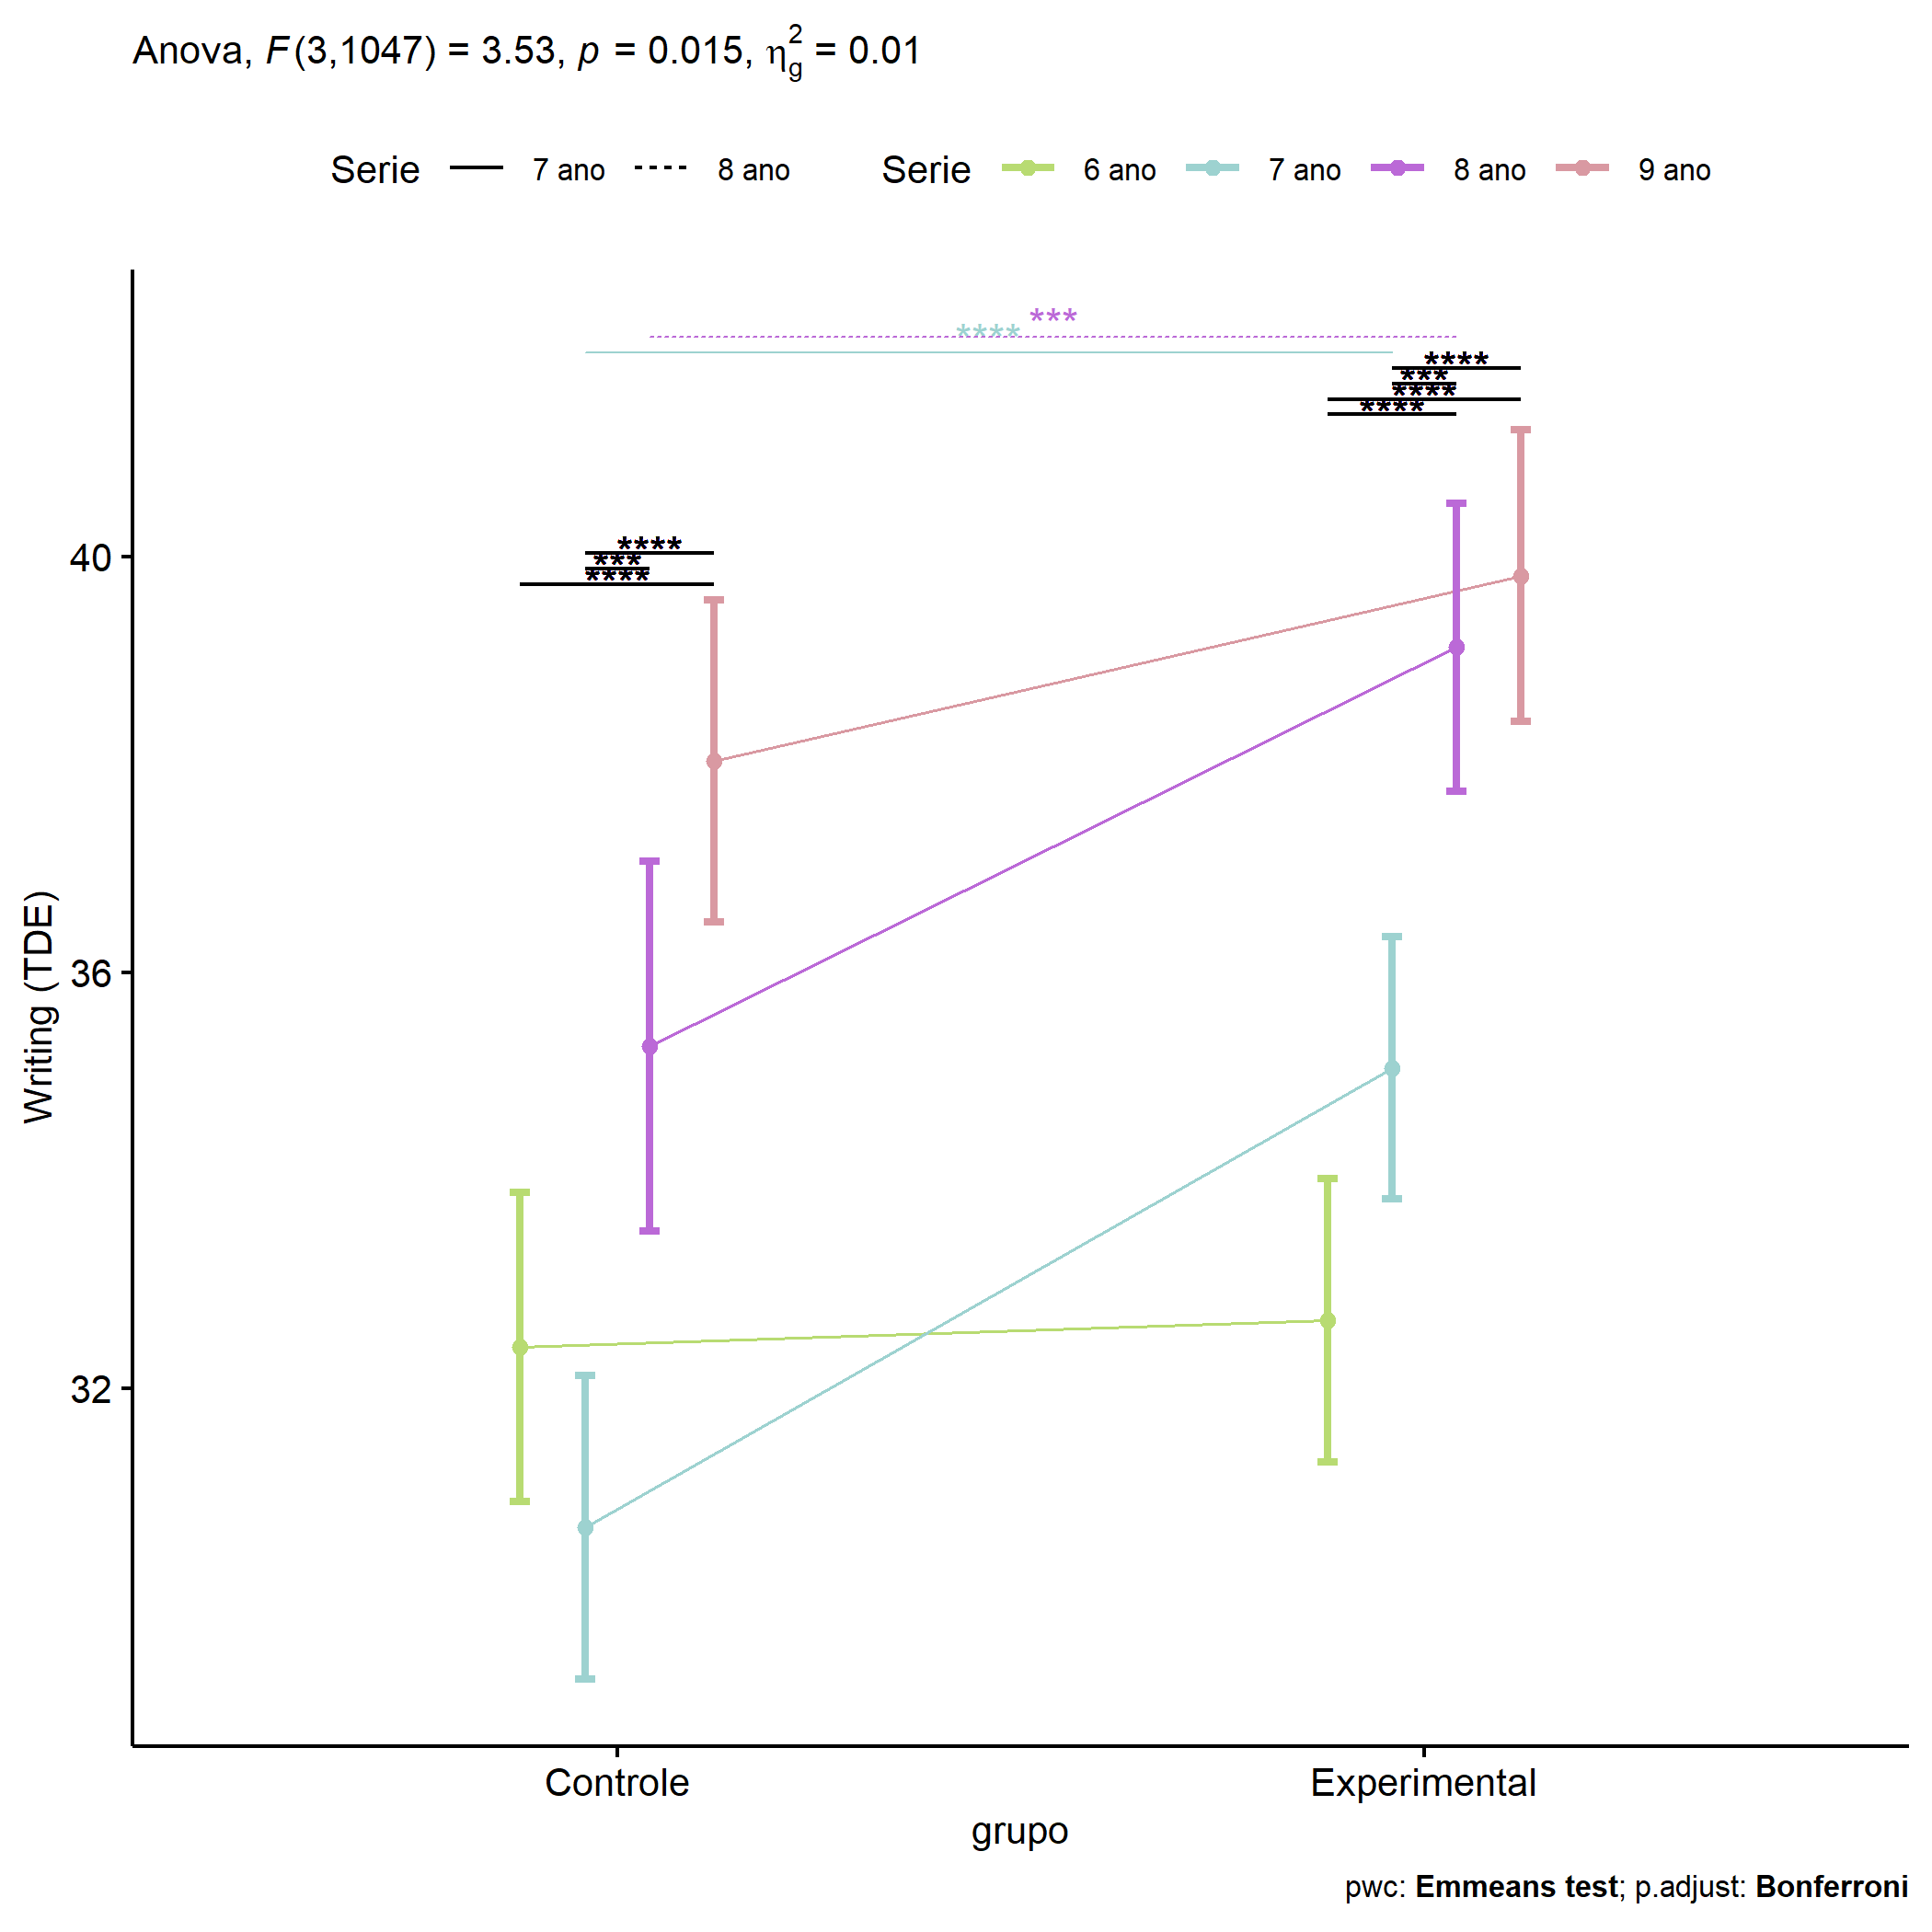 Anova, F(3,1047) = 3.53, p = 0.015, η²g = 0.01
Serie 7 ano 8 ano Serie 6 ano 7 ano 8 ano 9 ano
***
****
****
***
****
****
****
***
****
40
36
32
Writing (TDE)
Controle Experimental
grupo
pwc: Emmeans test; p.adjust: Bonferroni